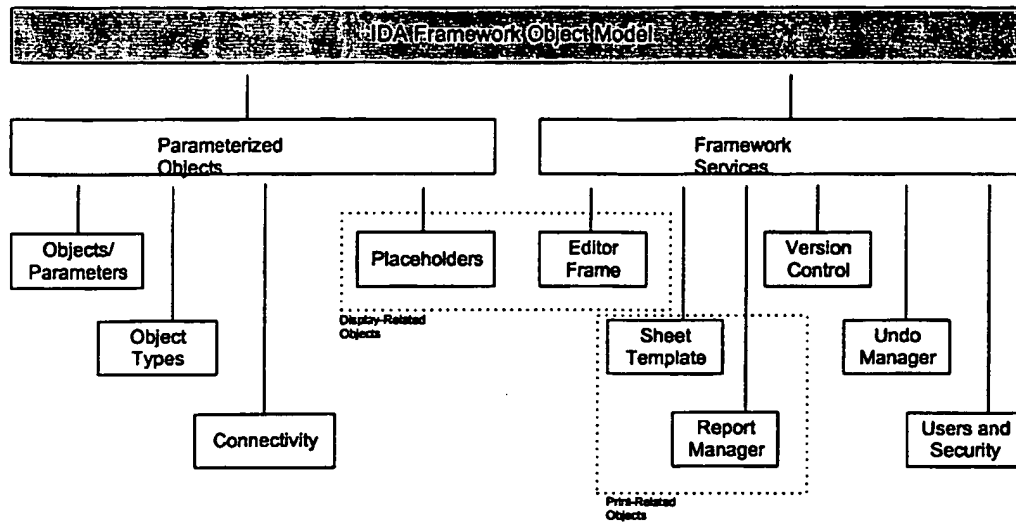 IDA Framework Object Model
Parameterized
Objects
Framework
Services
Objects/
Parameters
Placeholders
Editor
Frame
Version
Control
Display-Related
Objects
Object
Types
Sheet
Template
Undo
Manager
Connectivity
Report
Manager
Users and
Security
Print-Related
Objects